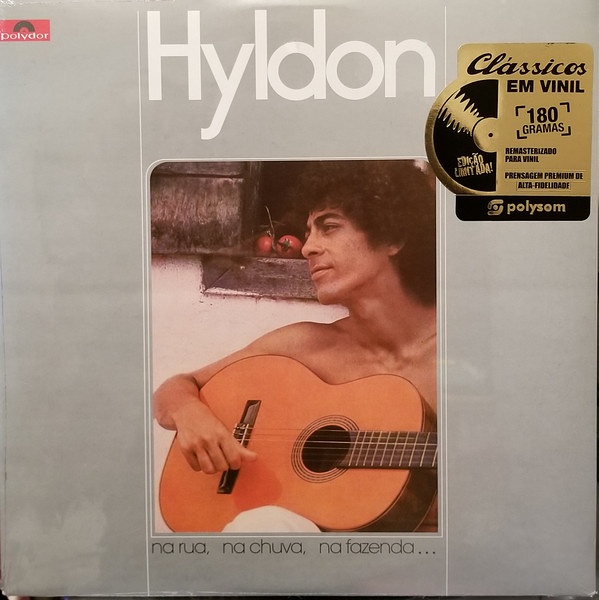 polydor
Hyldon
Clássicos
EM VINIL
180
GRAMAS
EDIÇÃO
LIMITADA!
REMASTERIZADO
PARA VINIL
PRENSAGEM PREMIUM DE
ALTA-FIDELIDADE
polysom
na rua, na chuva, na fazenda...